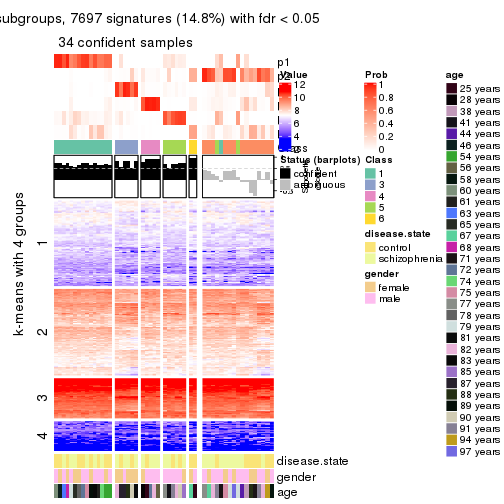 subgroups, 7697 signatures (14.8%) with fdr < 0.05
34 confident samples
k-means with 4 groups
1
2
3
4
p1
disease.state
gender
age
Value
12
10
8
6
4
Status (barplots)
confident
ambiguous
Prob
1
0.8
0.6
0.4
0.2
0
Class
1
3
4
5
6
disease.state
control
schizophrenia
gender
female
male
age
25 years
28 years
38 years
41 years
44 years
46 years
54 years
56 years
58 years
60 years
61 years
63 years
65 years
67 years
68 years
71 years
72 years
74 years
75 years
77 years
78 years
79 years
81 years
82 years
83 years
85 years
87 years
88 years
89 years
90 years
91 years
94 years
97 years